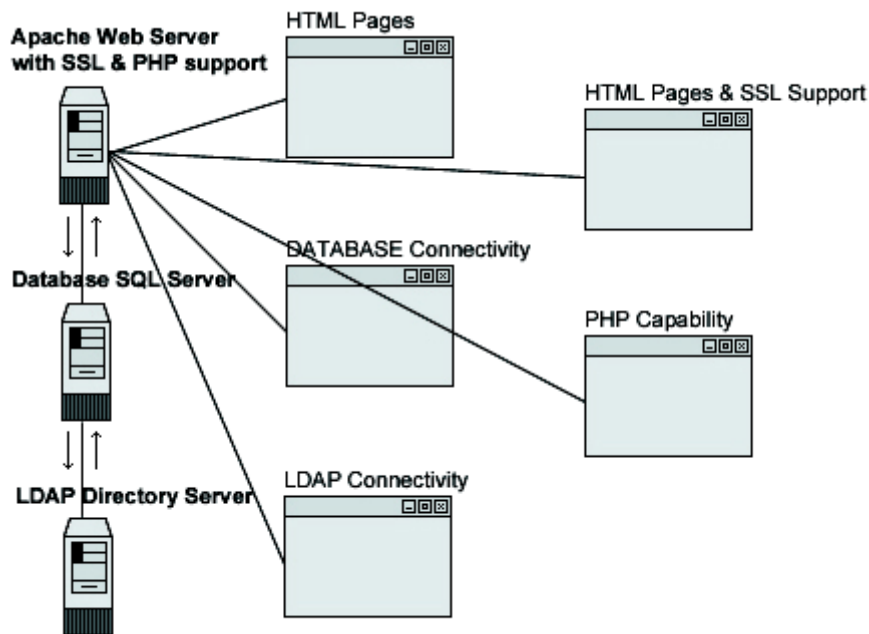 Apache Web Server
with SSL & PHP support
HTML Pages
HTML Pages & SSL Support
DATABASE Connectivity
Database SQL Server
PHP Capability
LDAP Connectivity
LDAP Directory Server